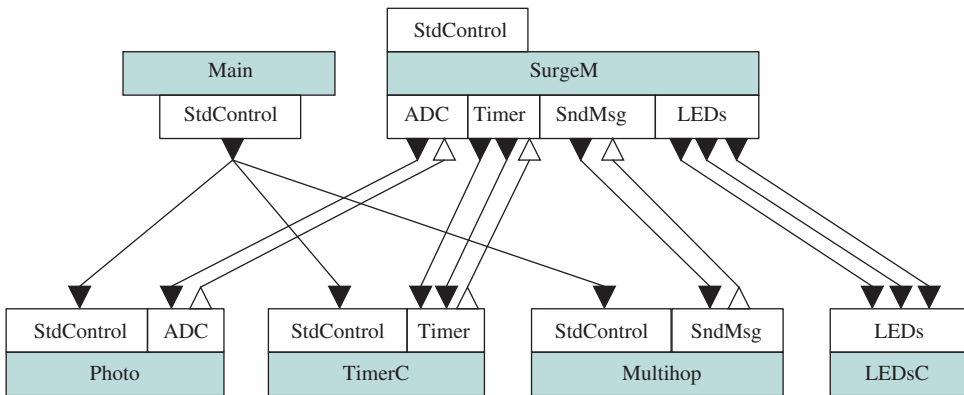 StdControl
Main
SurgeM
StdControl
ADC Timer SndMsg LEDs
StdControl ADC
StdControl Timer
StdControl SndMsg
LEDs
Photo
TimerC
Multihop
LEDsC